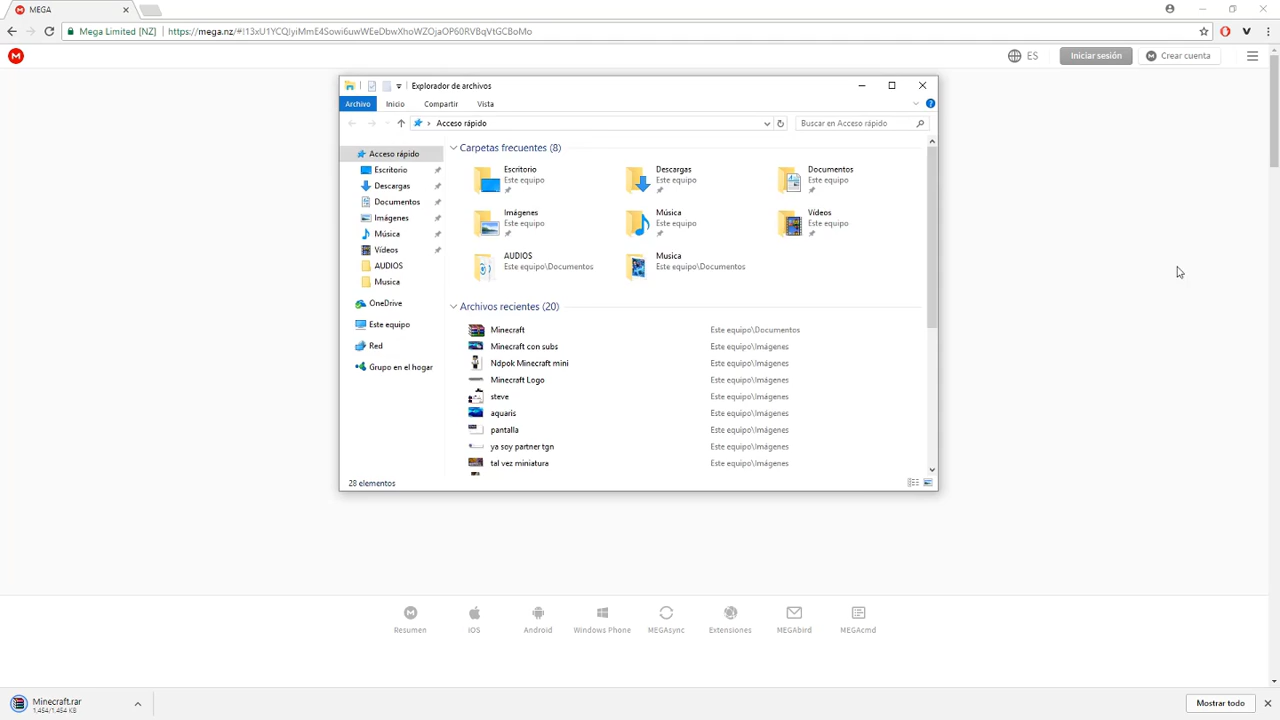 MEGA
Mega Limited [NZ] https://mega.nz/#!13xU1YCQ!yiMmE4Sowi6uwWEeDbwXhoWZOjaOP60RVBqVtGCBoMo
ES Iniciar sesión Crear cuenta
Explorador de archivos
Archivo Inicio Compartir Vista
Acceso rápido Buscar en Acceso rápido
Acceso rápido
Escritorio
Descargas
Documentos
Imágenes
Música
Vídeos
AUDIOS
Musica
OneDrive
Este equipo
Red
Grupo en el hogar
Carpetas frecuentes (8)
Escritorio
Este equipo
Descargas
Este equipo
Documentos
Este equipo
Imágenes
Este equipo
Música
Este equipo
Vídeos
Este equipo
AUDIOS
Este equipo\Documentos
Musica
Este equipo\Documentos
Archivos recientes (20)
Minecraft Este equipo\Documentos
Minecraft con subs Este equipo\Imágenes
Ndpok Minecraft mini Este equipo\Imágenes
Minecraft Logo Este equipo\Imágenes
steve Este equipo\Imágenes
aquaris Este equipo\Imágenes
pantalla Este equipo\Imágenes
ya soy partner tgn Este equipo\Imágenes
tal vez miniatura Este equipo\Imágenes
28 elementos
Resumen IOS Android Windows Phone MEGAsync Extensiones MEGAbird MEGAcmd
Minecraft.rar
1,454/1,454 KB
Mostrar todo